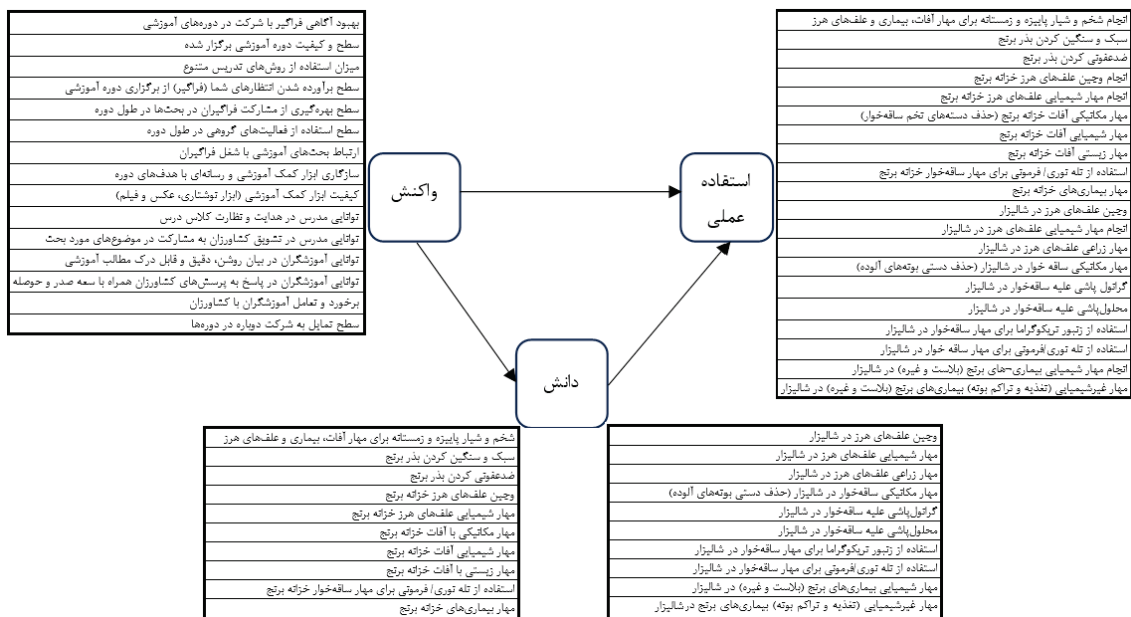 بهبود آگاهی فراگیر با شرکت در دوره‌های آموزشی
سطح و کیفیت دوره آموزشی برگزار شده
میزان استفاده از روش‌های تدریس متنوع
سطح برآورده شدن انتظارهای شما (فراگیر) از برگزاری دوره آموزشی
سطح بهره‌گیری از مشارکت فراگیران در بحث‌ها در طول دوره
سطح استفاده از فعالیت‌های گروهی در طول دوره
ارتباط بحث‌های آموزشی با شغل فراگیران
سازگاری ابزار کمک آموزشی و رسانه‌ای با هدف‌های دوره
کیفیت ابزار کمک آموزشی (ابزار نوشتاری، عکس و فیلم)
توانایی مدرس در هدایت و نظارت کلاس درس
توانایی مدرس در تشویق کشاورزان به مشارکت در موضوع‌های مورد بحث
توانایی آموزشگران در بیان روشن، دقیق و قابل درک مطالب آموزشی
توانایی آموزشگران در پاسخ به پرسش‌های کشاورزان همراه با سعه صدر و حوصله
برخورد و تعامل آموزشگران با کشاورزان
سطح تمایل به شرکت دوباره در دوره‌ها
انجام شخم و شیار پاییزه و زمستانه برای مهار آفات، بیماری و علف‌های هرز
سبک و سنگین کردن بذر برنج
ضدعفونی کردن بذر برنج
انجام وجین علف‌های هرز خزانه برنج
انجام مهار شیمیایی علف‌های هرز خزانه برنج
مهار مکانیکی آفات خزانه برنج (حذف دسته‌های تخم ساقه‌خوار)
مهار شیمیایی آفات خزانه برنج
مهار زیستی آفات خزانه برنج
استفاده از تله نوری/ فرمونی برای مهار ساقه‌خوار خزانه برنج
مهار بیماری‌های خزانه برنج
وجین علف‌های هرز در شالیزار
انجام مهار شیمیایی علف‌های هرز در شالیزار
مهار زراعی علف‌های هرز در شالیزار
مهار مکانیکی ساقه خوار در شالیزار (حذف دستی بوته‌های آلوده)
گرانول پاشی علیه ساقه‌خوار در شالیزار
محلول‌پاشی علیه ساقه‌خوار در شالیزار
استفاده از زنبور تریکوگراما برای مهار ساقه‌خوار در شالیزار
استفاده از تله نوری/فرمونی برای مهار ساقه خوار در شالیزار
انجام مهار شیمیایی بیماری-های برنج (بلاست و غیره) در شالیزار
مهار غیرشیمیایی (تغذیه و تراکم بوته) بیماری‌های برنج (بلاست و غیره) در شالیزار
واکنش
استفاده
عملی
دانش
شخم و شیار پاییزه و زمستانه برای مهار آفات، بیماری و علف‌های هرز
سبک و سنگین کردن بذر برنج
ضدعفونی کردن بذر برنج
وجین علف‌های هرز خزانه برنج
مهار شیمیایی علف‌های هرز خزانه برنج
مهار مکانیکی با آفات خزانه برنج
مهار شیمیایی آفات خزانه برنج
مهار زیستی با آفات خزانه برنج
استفاده از تله نوری/ فرمونی برای مهار ساقه‌خوار خزانه برنج
مهار بیماری‌های خزانه برنج
وجین علف‌های هرز در شالیزار
مهار شیمیایی علف‌های هرز در شالیزار
مهار زراعی علف‌های هرز در شالیزار
مهار مکانیکی ساقه‌خوار در شالیزار (حذف دستی بوته‌های آلوده)
گرانول‌پاشی علیه ساقه‌خوار در شالیزار
محلول‌پاشی علیه ساقه‌خوار در شالیزار
استفاده از زنبور تریکوگراما برای مهار ساقه‌خوار در شالیزار
استفاده از تله نوری/فرمونی برای مهار ساقه‌خوار در شالیزار
مهار شیمیایی بیماری‌های برنج (بلاست و غیره) در شالیزار
مهار غیرشیمیایی (تغذیه و تراکم بوته) بیماری‌های برنج درشالیزار